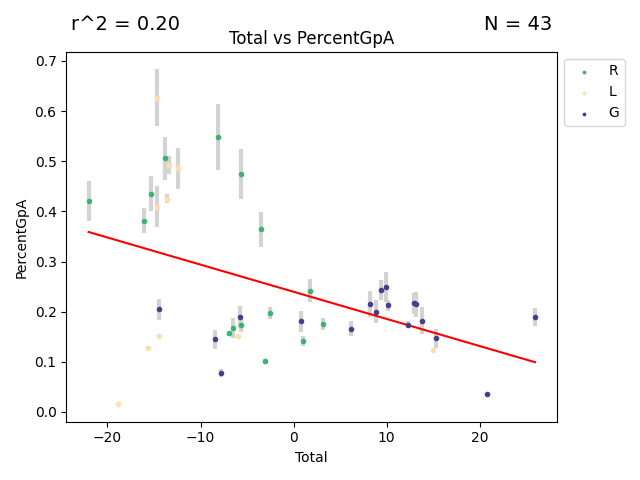 r^2 = 0.20
N = 43
Total vs PercentGpA
R
L
G
PercentGpA
0.7
0.6
0.5
0.4
0.3
0.2
0.1
0.0
−20
−10
0
10
20
Total